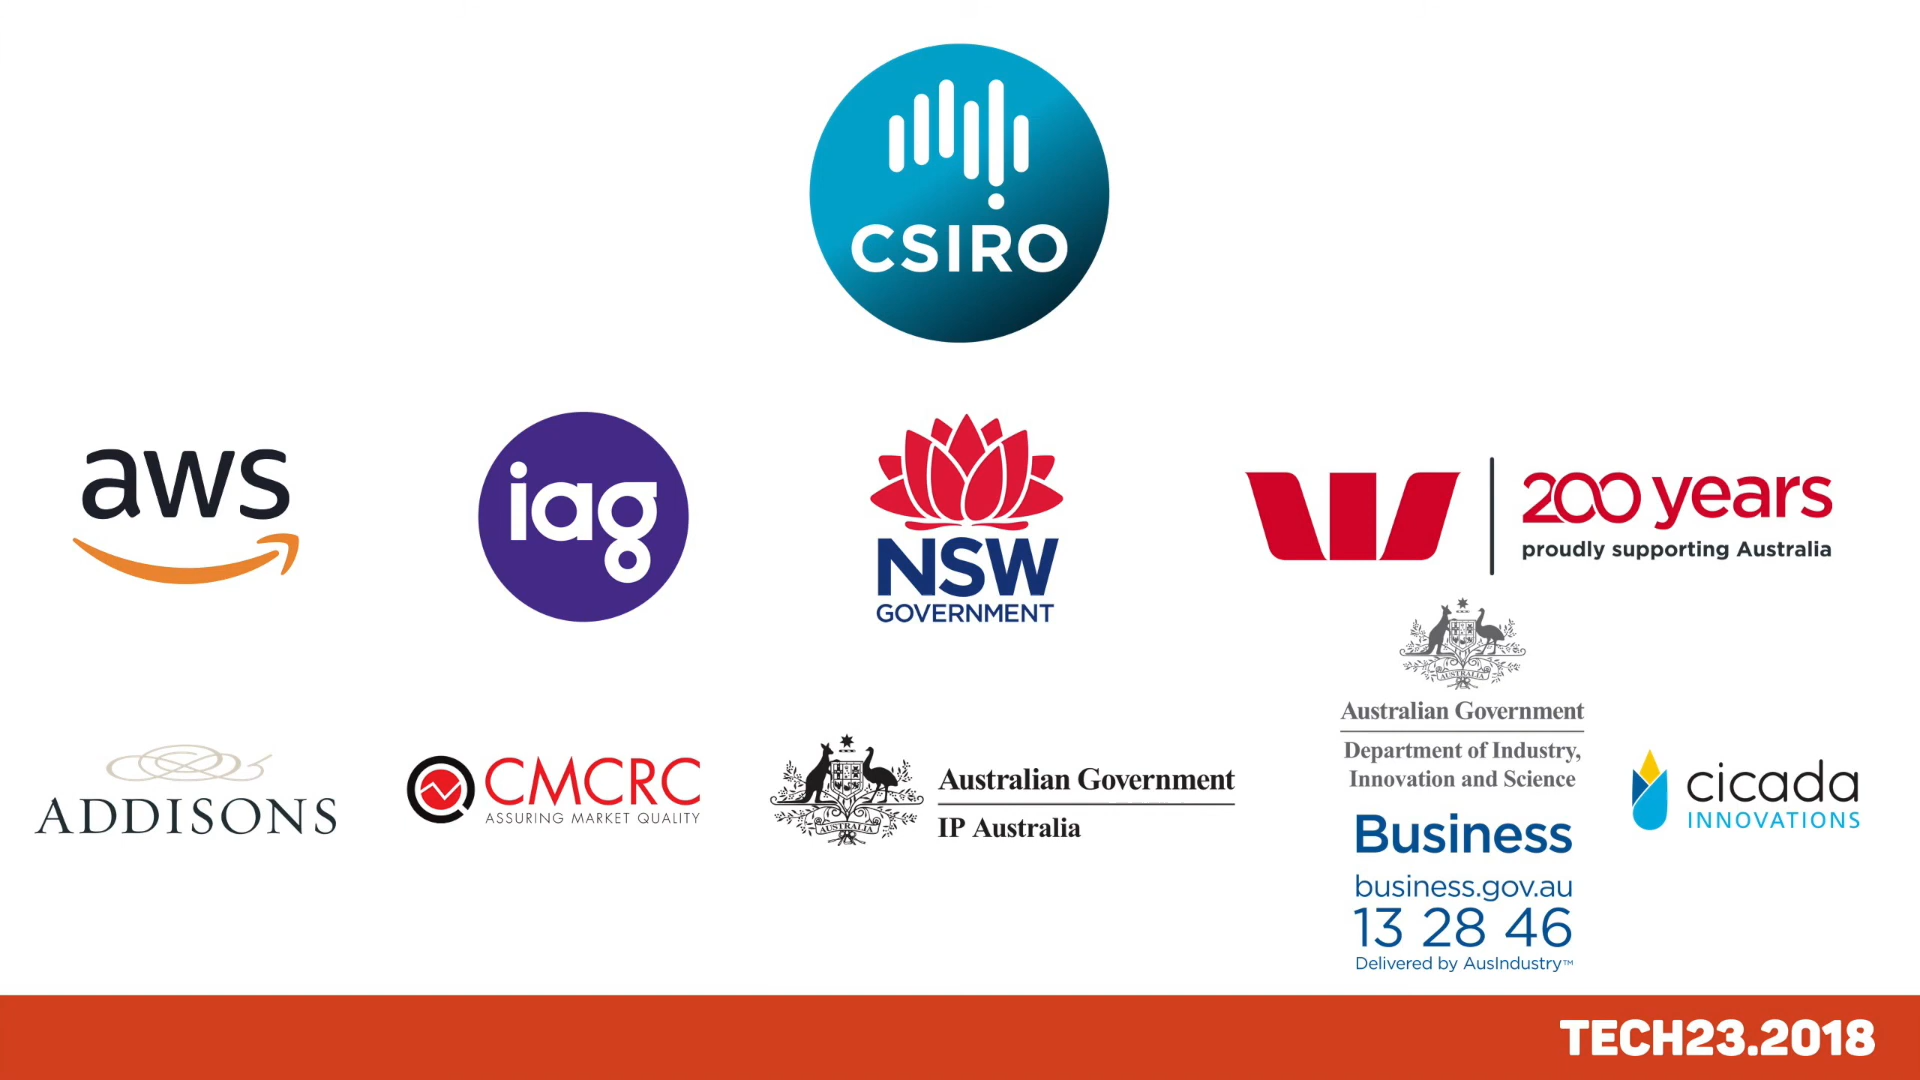 CSIRO
aws
iag
NSW
GOVERNMENT
200 years
proudly supporting Australia
ADDISONS
CMCRC
ASSURING MARKET QUALITY
AUSTRALIA
Australian Government
IP Australia
AUSTRALIA
Australian Government
Department of Industry,
Innovation and Science
Business
business.gov.au
13 28 46
Delivered by AusIndustry™
cicada
INNOVATIONS
TECH23.2018